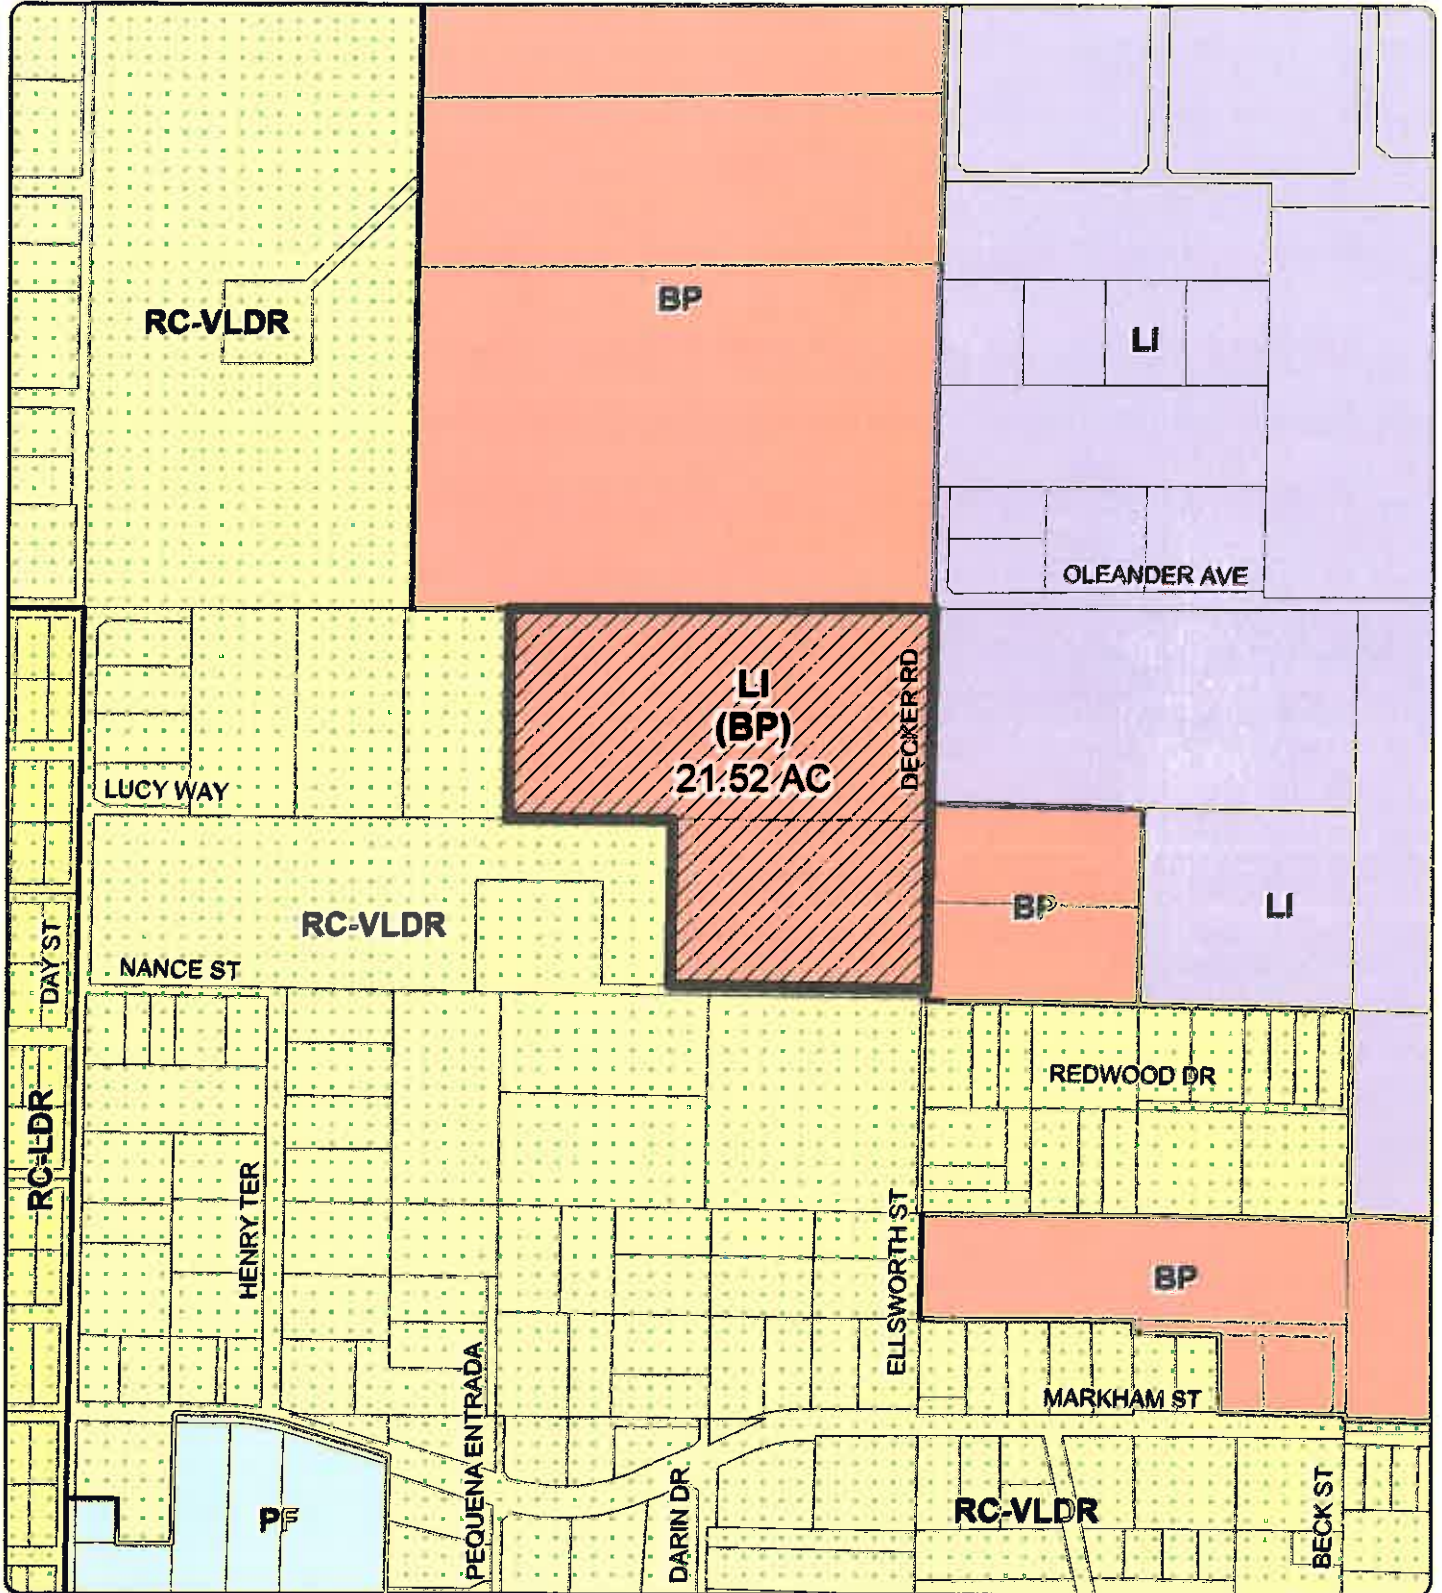 BP
RC-VLDR
LI
OLEANDER AVE
LI
(BP)
21.52 AC
DECKER RD
LUCY WAY
BP
LI
RC-VLDR
NANCE ST
DAY ST
REDWOOD DR
RC-LDR
HENRY TER
ELLSWORTH ST
BP
MARKHAM ST
PEQUENA ENTRADA
DARIN DR
RC-VLDR
PF
BECK ST